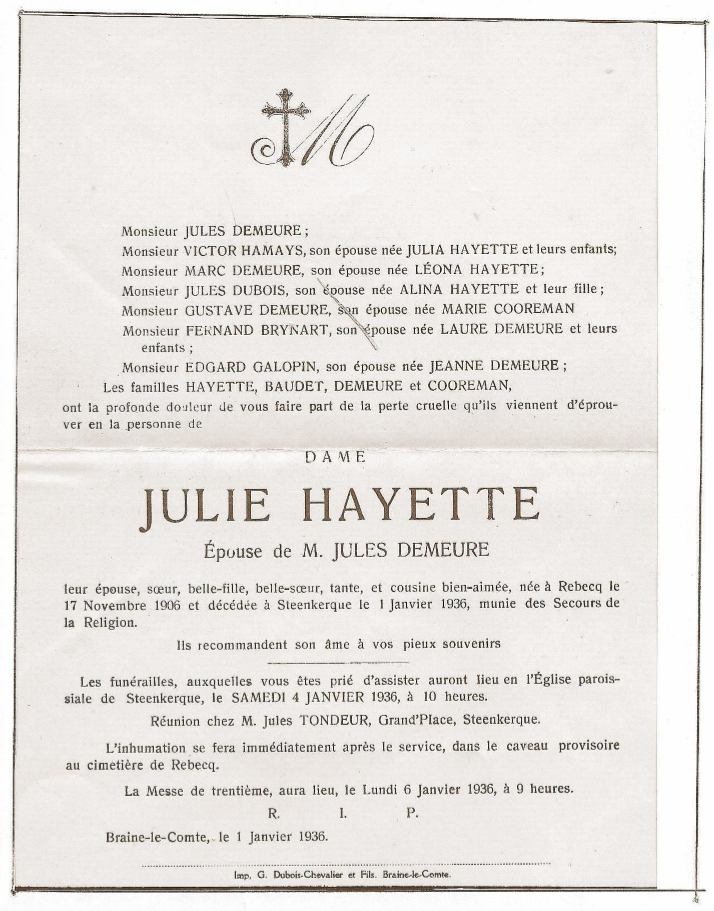 M
Monsieur JULES DEMEURE ;
Monsieur VICTOR HAMAYS, son épouse née JULIA HAYETTE et leurs enfants;
Monsieur MARC DEMEURE, son épouse née LÉONA HAYETTE ;
Monsieur JULES DUBOIS, son épouse née ALINA HAYETTE et leur fille ;
Monsieur GUSTAVE DEMEURE, son épouse née MARIE COOREMAN
Monsieur FERNAND BRYNART, son épouse née LAURE DEMEURE et leurs
enfants ;
Monsieur EDGARD GALOPIN, son épouse née JEANNE DEMEURE ;
Les familles HAYETTE, BAUDET, DEMEURE et COOREMAN,
ont la profonde douleur de vous faire part de la perte cruelle qu'ils viennent d'éprou-
ver en la personne de
DAME
JULIE HAYETTE
Épouse de M. JULES DEMEURE
leur épouse, sœur, belle-fille, belle-sœur, tante, et cousine bien-aimée, née à Rebecq le
17 Novembre 1906 et décédée à Steenkerque le 1 Janvier 1936, munie des Secours de
la Religion.
Ils recommandent son âme à vos pieux souvenirs
Les funérailles, auxquelles vous êtes prié d'assister auront lieu en l'Église parois-
siale de Steenkerque, le SAMEDI 4 JANVIER 1936, à 10 heures.
Réunion chez M. Jules TONDEUR, Grand'Place, Steenkerque.
L'inhumation se fera immédiatement après le service, dans le caveau provisoire
au cimetière de Rebecq.
La Messe de trentième, aura lieu, le Lundi 6 Janvier 1936, à 9 heures.
R. I. P.
Braine-le-Comte, le 1 Janvier 1936.
Imp. G. Dubois-Chevalier et Fils. Braine-le-Comte.